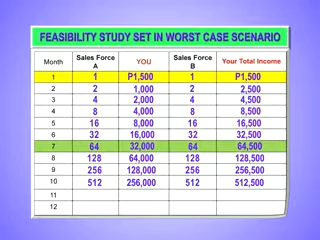 FEASIBILITY STUDY SET IN WORST CASE SCENARIO
Month Sales Force A YOU Sales Force B Your Total Income
1 1 P1,500 1 P1,500
2 2 1,000 2 2,500
3 4 2,000 4 4,500
4 8 4,000 8 8,500
5 16 8,000 16 16,500
6 32 16,000 32 32,500
7 64 32,000 64 64,500
8 128 64,000 128 128,500
9 256 128,000 256 256,500
10 512 256,000 512 512,500
11
12